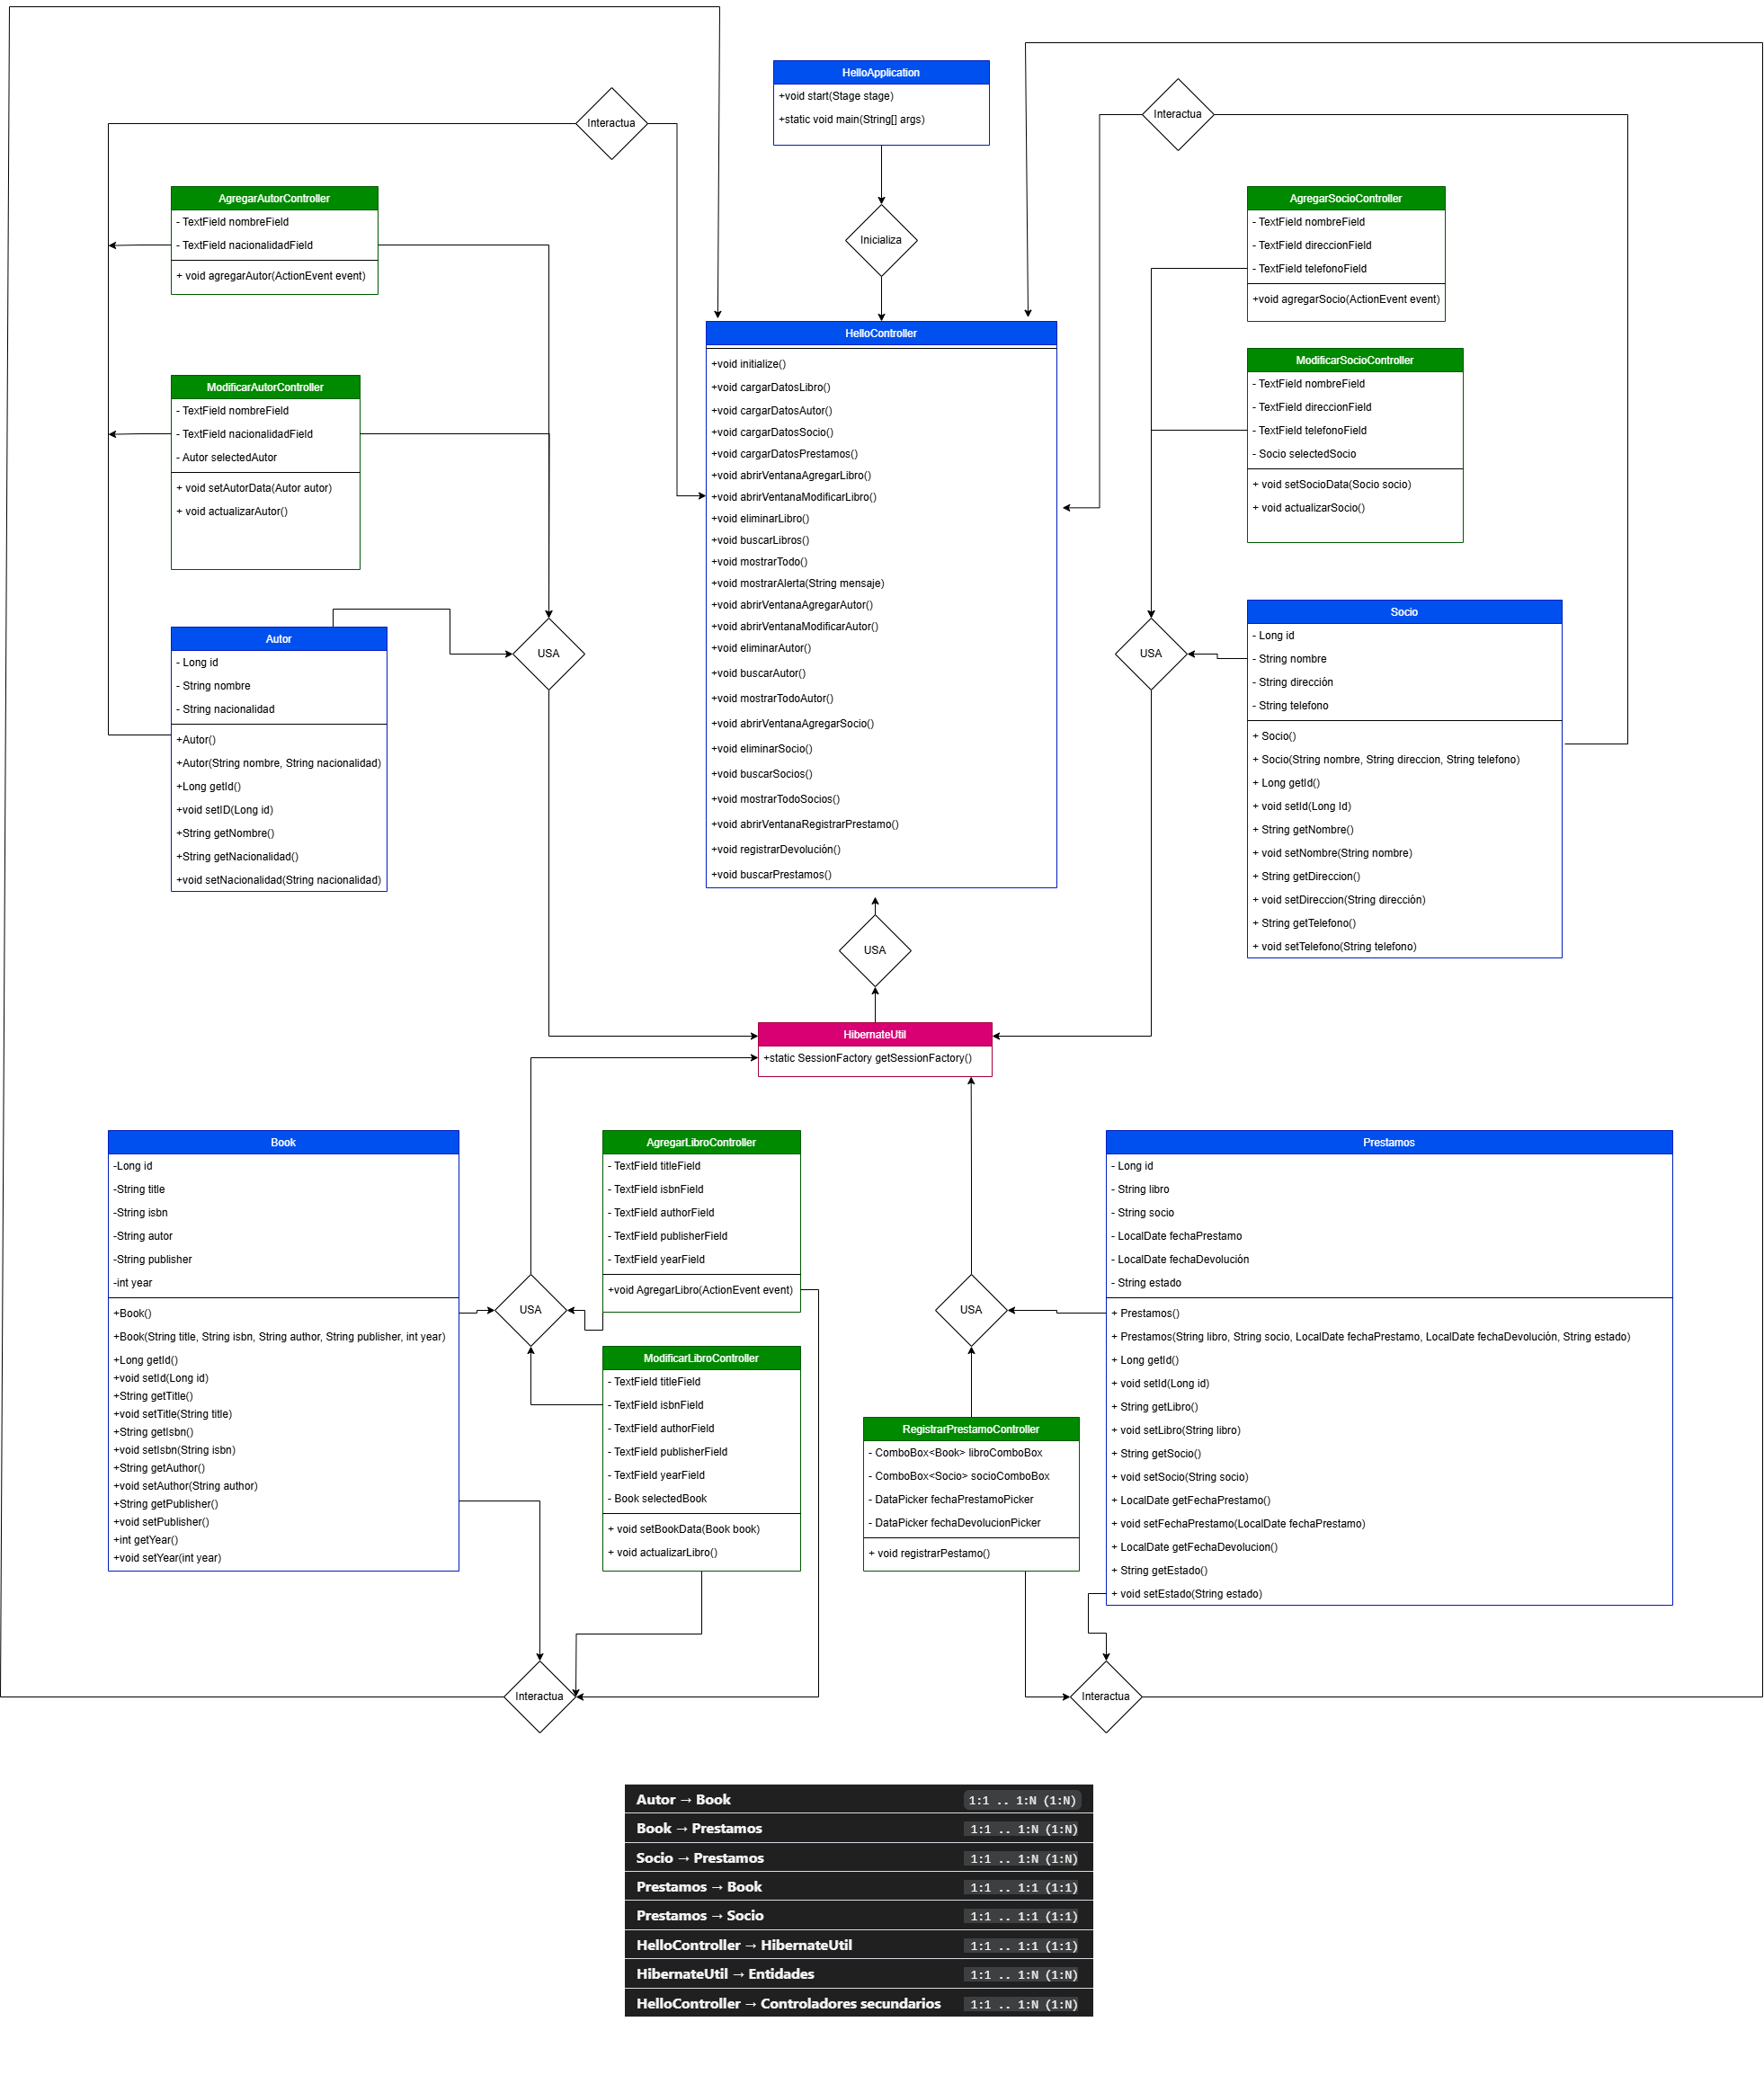 HelloApplication
+void start(Stage stage)
+static void main(String[] args)
Interactua
Interactua
Inicializa
AgregarAutorController
- TextField nombreField
- TextField nacionalidadField
+ void agregarAutor(ActionEvent event)
AgregarSocioController
- TextField nombreField
- TextField direccionField
- TextField telefonoField
+void agregarSocio(ActionEvent event)
ModificarAutorController
- TextField nombreField
- TextField nacionalidadField
- Autor selectedAutor
+ void setAutorData(Autor autor)
+ void actualizarAutor()
HelloController
+void initialize()
+void cargarDatosLibro()
+void cargarDatosAutor()
+void cargarDatosSocio()
+void cargarDatosPrestamos()
+void abrirVentanaAgregarLibro()
+void abrirVentanaModificarLibro()
+void eliminarLibro()
+void buscarLibros()
+void mostrarTodo()
+void mostrarAlerta(String mensaje)
+void abrirVentanaAgregarAutor()
+void abrirVentanaModificarAutor()
+void eliminarAutor()
+void buscarAutor()
+void mostrarTodoAutor()
+void abrirVentanaAgregarSocio()
+void eliminarSocio()
+void buscarSocios()
+void mostrarTodoSocios()
+void abrirVentanaRegistrarPrestamo()
+void registrarDevolución()
+void buscarPrestamos()
ModificarSocioController
- TextField nombreField
- TextField direccionField
- TextField telefonoField
- Socio selectedSocio
+ void setSocioData(Socio socio)
+ void actualizarSocio()
Autor
- Long id
- String nombre
- String nacionalidad
+Autor()
+Autor(String nombre, String nacionalidad)
+Long getId()
+void setID(Long id)
+String getNombre()
+String getNacionalidad()
+void setNacionalidad(String nacionalidad)
USA
USA
Socio
- Long id
- String nombre
- String dirección
- String telefono
+ Socio()
+ Socio(String nombre, String direccion, String telefono)
+ Long getId()
+ void setId(Long Id)
+ String getNombre()
+ void setNombre(String nombre)
+ String getDireccion()
+ void setDireccion(String dirección)
+ String getTelefono()
+ void setTelefono(String telefono)
USA
HibernateUtil
+static SessionFactory getSessionFactory()
Book
-Long id
-String title
-String isbn
-String autor
-String publisher
-int year
+Book()
+Book(String title, String isbn, String author, String publisher, int year)
+Long getId()
+void setId(Long id)
+String getTitle()
+void setTitle(String title)
+String getIsbn()
+void setIsbn(String isbn)
+String getAuthor()
+void setAuthor(String author)
+String getPublisher()
+void setPublisher()
+int getYear()
+void setYear(int year)
USA
AgregarLibroController
- TextField titleField
- TextField isbnField
- TextField authorField
- TextField publisherField
- TextField yearField
+void AgregarLibro(ActionEvent event)
ModificarLibroController
- TextField titleField
- TextField isbnField
- TextField authorField
- TextField publisherField
- TextField yearField
- Book selectedBook
+ void setBookData(Book book)
+ void actualizarLibro()
USA
RegistrarPrestamoController
- ComboBox<Book> libroComboBox
- ComboBox<Socio> socioComboBox
- DataPicker fechaPrestamoPicker
- DataPicker fechaDevolucionPicker
+ void registrarPestamo()
Prestamos
- Long id
- String libro
- String socio
- LocalDate fechaPrestamo
- LocalDate fechaDevolución
- String estado
+ Prestamos()
+ Prestamos(String libro, String socio, LocalDate fechaPrestamo, LocalDate fechaDevolución, String estado)
+ Long getId()
+ void setId(Long id)
+ String getLibro()
+ void setLibro(String libro)
+ String getSocio()
+ void setSocio(String socio)
+ LocalDate getFechaPrestamo()
+ void setFechaPrestamo(LocalDate fechaPrestamo)
+ LocalDate getFechaDevolucion()
+ String getEstado()
+ void setEstado(String estado)
Interactua
Interactua
Autor → Book 1:1 .. 1:N (1:N)
Book → Prestamos 1:1 .. 1:N (1:N)
Socio → Prestamos 1:1 .. 1:N (1:N)
Prestamos → Book 1:1 .. 1:1 (1:1)
Prestamos → Socio 1:1 .. 1:1 (1:1)
HelloController → HibernateUtil 1:1 .. 1:1 (1:1)
HibernateUtil → Entidades 1:1 .. 1:N (1:N)
HelloController → Controladores secundarios 1:1 .. 1:N (1:N)